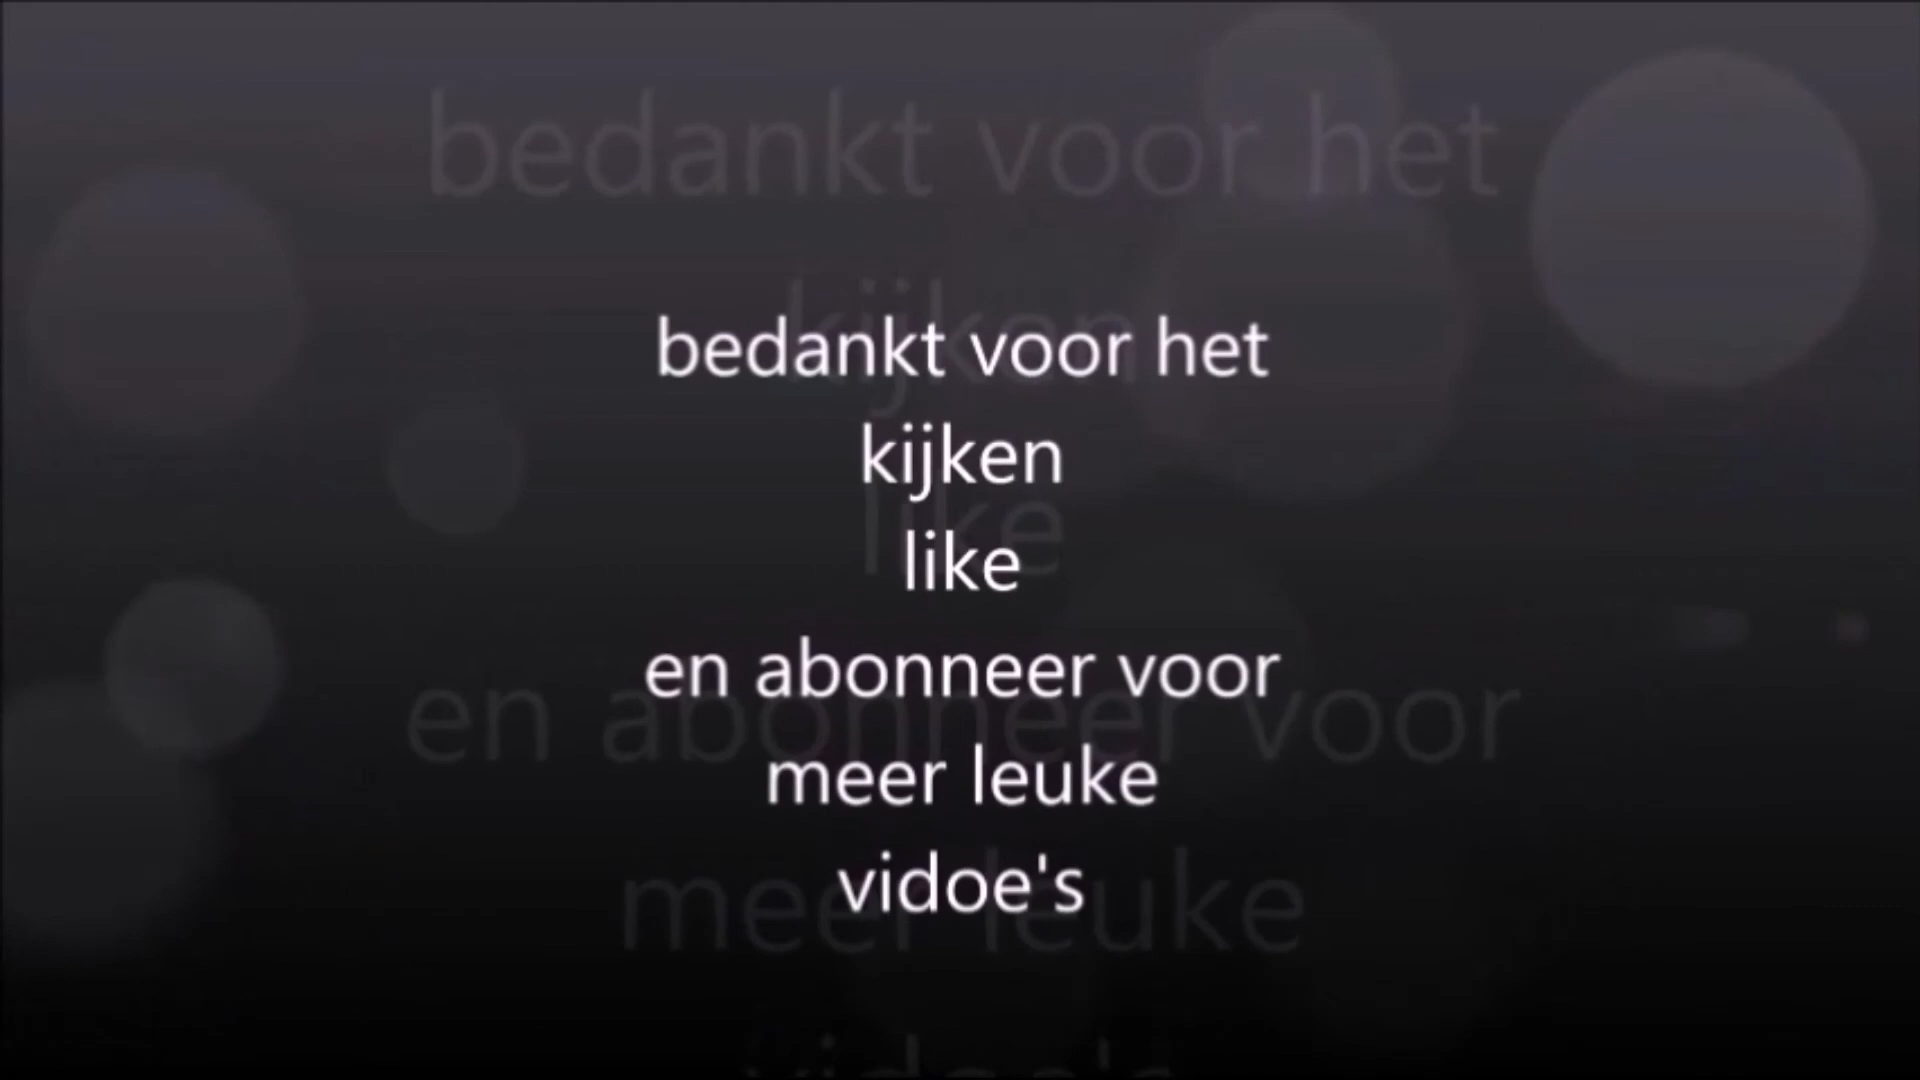 bedankt voor het
kijken
like
en abonneer voor
meer leuke
vidoe's